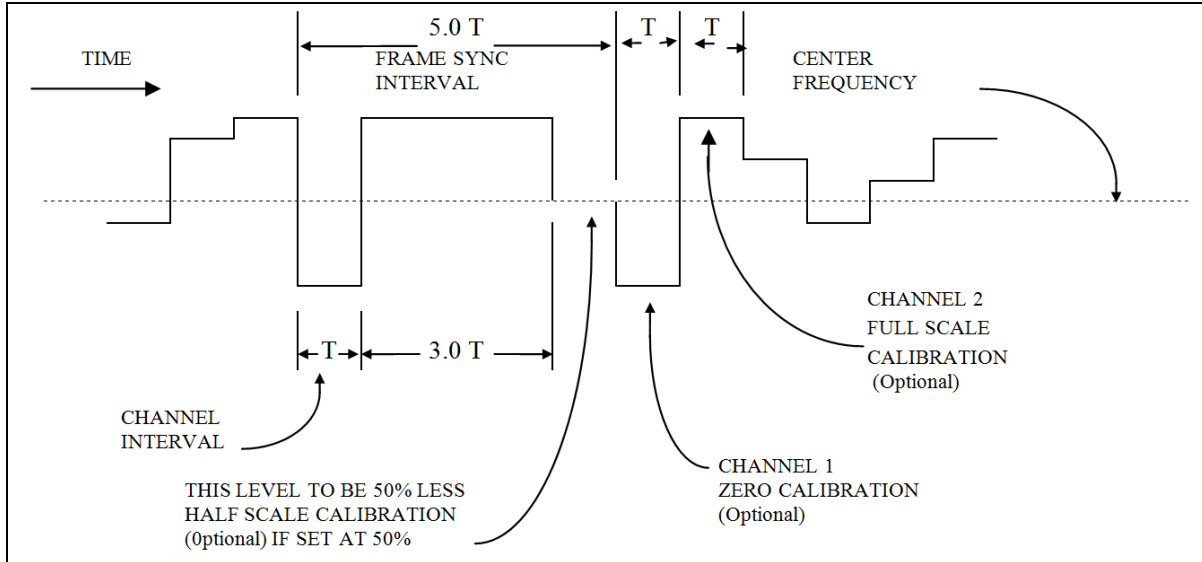 5.0 T
T
T
TIME
FRAME SYNC
INTERVAL
CENTER
FREQUENCY
T
3.0 T
CHANNEL 2
FULL SCALE
CALIBRATION
(Optional)
CHANNEL
INTERVAL
CHANNEL 1
ZERO CALIBRATION
(Optional)
THIS LEVEL TO BE 50% LESS
HALF SCALE CALIBRATION
(0ptional) IF SET AT 50%